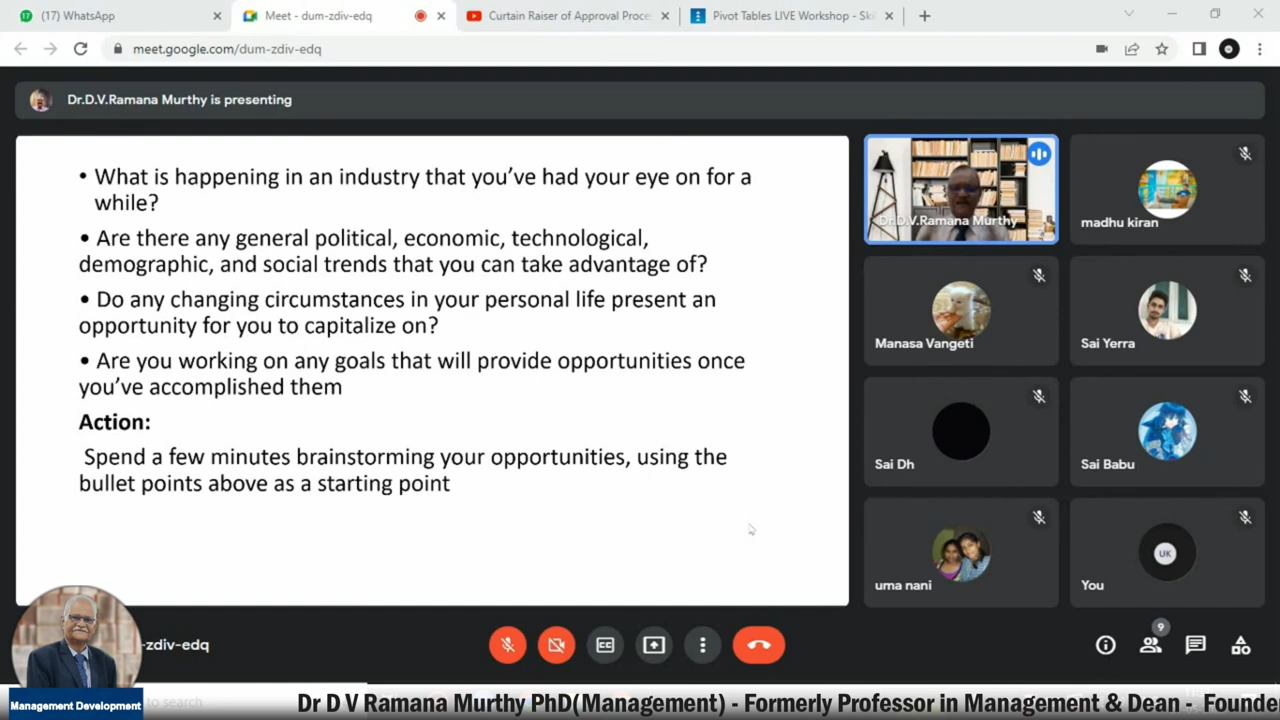 (17) WhatsApp
Meet - dum-zdiv-edq
Curtain Raiser of Approval Proce
Pivot Tables LIVE Workshop - Ski
meet.google.com/dum-zdiv-edq
Dr.D.V.Ramana Murthy is presenting
• What is happening in an industry that you've had your eye on for a
while?
• Are there any general political, economic, technological,
demographic, and social trends that you can take advantage of?
• Do any changing circumstances in your personal life present an
opportunity for you to capitalize on?
• Are you working on any goals that will provide opportunities once
you've accomplished them
Action:
Spend a few minutes brainstorming your opportunities, using the
bullet points above as a starting point
Dr.D.V.Ramana Murthy
madhu kiran
Manasa Vangeti
Sai Yerra
Sai Dh
Sai Babu
uma nani
UK
You
9
-zdiv-edq
CC
to search
Management Development
Dr D V Ramana Murthy PhD(Management) - Formerly Professor in Management & Dean - Founde